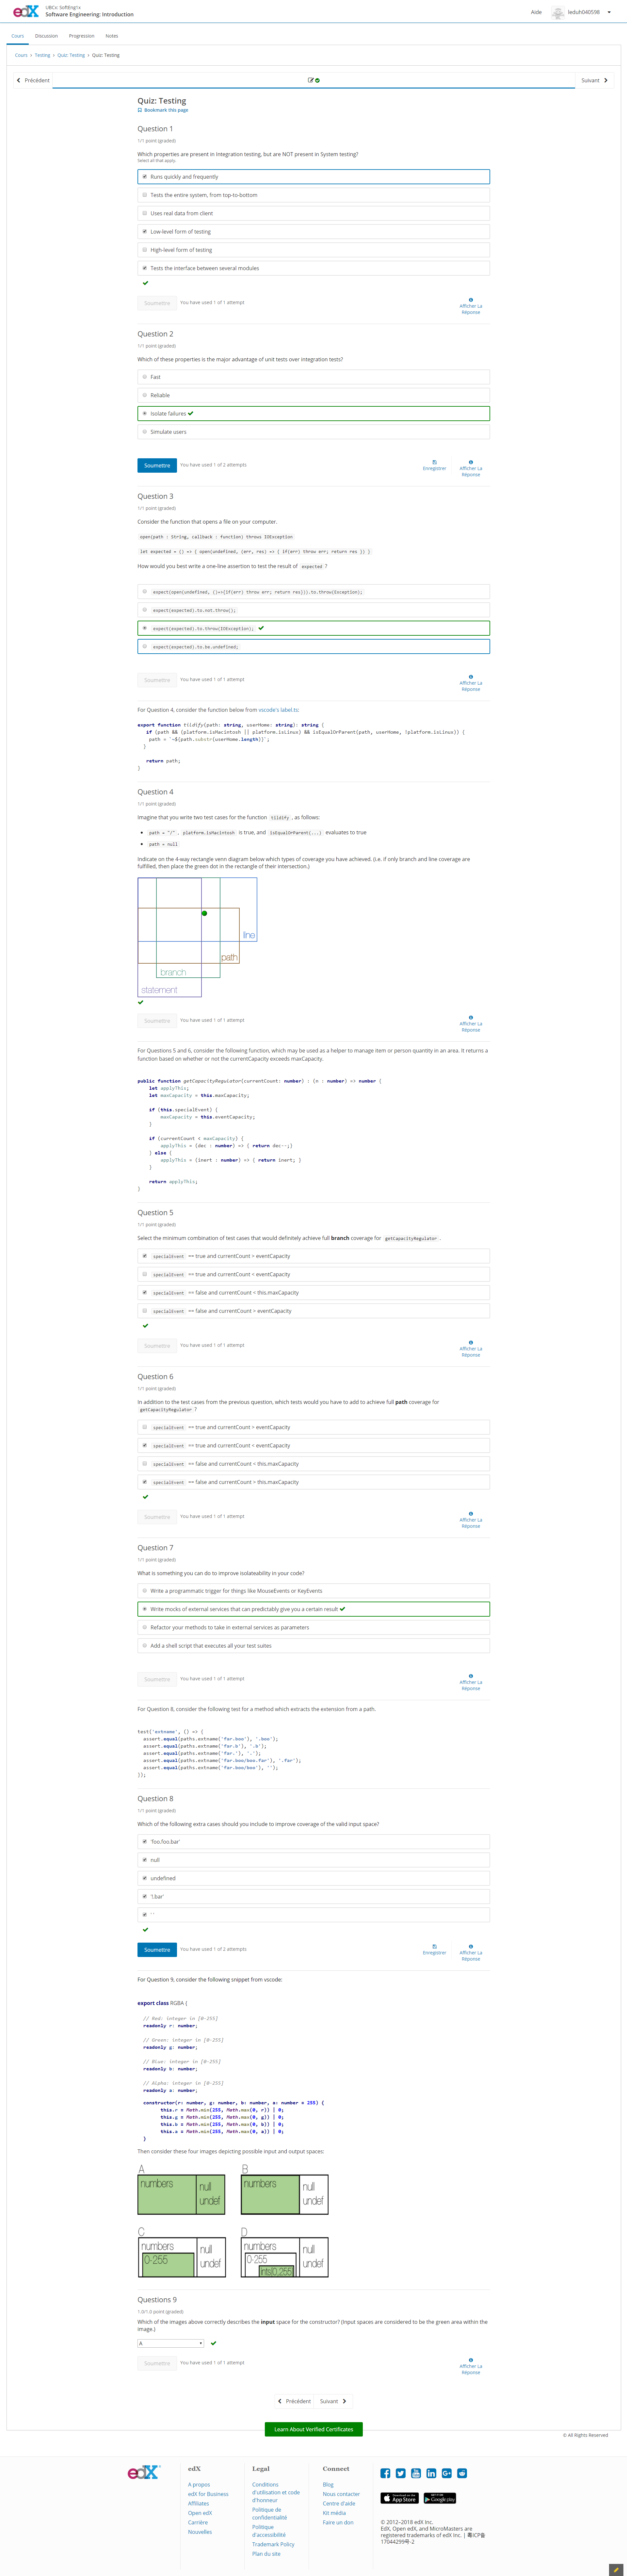 edX
UBCx: SoftEng1x
Software Engineering: Introduction
Aide
leduh040598
Cours
Discussion
Progression
Notes
Cours › Testing › Quiz: Testing › Quiz: Testing
Précédent
Suivant
Quiz: Testing
Bookmark this page
Question 1
1/1 point (graded)
Which properties are present in Integration testing, but are NOT present in System testing?
Select all that apply.
Runs quickly and frequently
Tests the entire system, from top-to-bottom
Uses real data from client
Low-level form of testing
High-level form of testing
Tests the interface between several modules
Soumettre
You have used 1 of 1 attempt
Afficher La
Réponse
Question 2
1/1 point (graded)
Which of these properties is the major advantage of unit tests over integration tests?
Fast
Reliable
Isolate failures
Simulate users
Soumettre
You have used 1 of 2 attempts
Enregistrer
Afficher La
Réponse
Question 3
1/1 point (graded)
Consider the function that opens a file on your computer,
open(path : String, callback : function) throws IOException
let expected = () => { open(undefined, (err, res) => { if(err) throw err; return res }) }
How would you best write a one-line assertion to test the result of expected ?
expect(open(undefined, ()=>{if(err) throw err; return res})).to.throw(IOException);
expect(expected).to.not.throw();
expect(expected).to.throw(IOException);
expect(expected).to.be.undefined;
Soumettre
You have used 1 of 1 attempt
Afficher La
Réponse
For Question 4, consider the function below from vscode's label.ts:
export function tildify(path: string, userHome: string): string {
if (path && (platform.isMacintosh || platform.isLinux) && isEqualOrParent(path, userHome, !platform.isLinux)) {
path = `~${path.substr(userHome.length)}`;
}
return path;
}
Question 4
1/1 point (graded)
Imagine that you write two test cases for the function tildify , as follows:
path = "/" , platform.isMacintosh is true, and isEqualOrParent(...) evaluates to true
path = null
Indicate on the 4-way rectangle venn diagram below which types of coverage you have achieved. (i.e. if only branch and line coverage are
fulfilled, then place the green dot in the rectangle of their intersection.)
line
path
branch
statement
Soumettre
You have used 1 of 1 attempt
Afficher La
Réponse
For Questions 5 and 6, consider the following function, which may be used as a helper to manage item or person quantity in an area. It returns a
function based on whether or not the currentCapacity exceeds maxCapacity.
public function getCapacityRegulator(currentCount: number) : (n : number) => number {
let applyThis;
let maxCapacity = this.maxCapacity;
if (this.specialEvent) {
maxCapacity = this.eventCapacity;
}
if (currentCount < maxCapacity) {
applyThis = (dec : number) => { return dec--;}
} else {
applyThis = (inert : number) => { return inert; }
}
return applyThis;
}
Question 5
1/1 point (graded)
Select the minimum combination of test cases that would definitely achieve full branch coverage for getCapacityRegulator .
specialEvent == true and currentCount > eventCapacity
specialEvent == true and currentCount < eventCapacity
specialEvent == false and currentCount < this.maxCapacity
specialEvent == false and currentCount = eventCapacity
Soumettre
You have used 1 of 1 attempt
Afficher La
Réponse
Question 6
1/1 point (graded)
In addition to the test cases from the previous question, which tests would you have to add to achieve full path coverage for
getCapacityRegulator ?
specialEvent == true and currentCount > eventCapacity
specialEvent == true and currentCount < eventCapacity
specialEvent == false and currentCount < this.maxCapacity
specialEvent == false and currentCount > this.maxCapacity
Soumettre
You have used 1 of 1 attempt
Afficher La
Réponse
Question 7
1/1 point (graded)
What is something you can do to improve isolateability in your code?
Write a programmatic trigger for things like MouseEvents or KeyEvents
Write mocks of external services that can predictably give you a certain result
Refactor your methods to take in external services as parameters
Add a shell script that executes all your test suites
Soumettre
You have used 1 of 1 attempt
Afficher La
Réponse
For Question 8, consider the following test for a method which extracts the extension from a path.
test('extname', () => {
assert.equal(paths.extname('far.boo'), '.boo');
assert.equal(paths.extname('far.b'), '.b');
assert.equal(paths.extname('far.'), '.');
assert.equal(paths.extname('far.boo/boo.far'), '.far');
assert.equal(paths.extname('far.boo/boo'), '');
});
Question 8
1/1 point (graded)
Which of the following extra cases should you include to improve coverage of the valid input space?
'foo.foo.bar'
null
undefined
'/.bar'
' '
Soumettre
You have used 1 of 2 attempts
Enregistrer
Afficher La
Réponse
For Question 9, consider the following snippet from vscode:
export class RGBA {
// Red: integer in [0-255]
readonly r: number;
// Green: integer in [0-255]
readonly g: number;
// Blue: integer in [0-255]
readonly b: number;
// Alpha: integer in [0-255]
readonly a: number;
constructor(r: number, g: number, b: number, a: number = 255) {
this.r = Math.min(255, Math.max(0, r)) | 0;
this.g = Math.min(255, Math.max(0, g)) | 0;
this.b = Math.min(255, Math.max(0, b)) | 0;
this.a = Math.min(255, Math.max(0, a)) | 0;
}
Then consider these four images depicting possible input and output spaces:
A
numbers
null
undef
B
numbers
null
undef
C
numbers
0-255
null
undef
D
numbers
0-255
ints[0,255]
null
undef
Questions 9
1.0/1.0 point (graded)
Which of the images above correctly describes the input space for the constructor? (Input spaces are considered to be the green area within the
image.)
A
Soumettre
You have used 1 of 1 attempt
Afficher La
Réponse
Précédent
Suivant
Learn About Verified Certificates
© All Rights Reserved
edX
edX
A propos
edX for Business
Affiliates
Open edX
Carrière
Nouvelles
Legal
Conditions
d'utilisation et code
d'honneur
Politique de
confidentialité
Politique
d'accessibilité
Trademark Policy
Plan du site
Connect
Blog
Nous contacter
Centre d'aide
Kit média
Faire un don
App Store
Google play
© 2012–2018 edX Inc.
EdX, Open edX, and MicroMasters are
registered trademarks of edX Inc. | 粤ICP备
17044299号-2